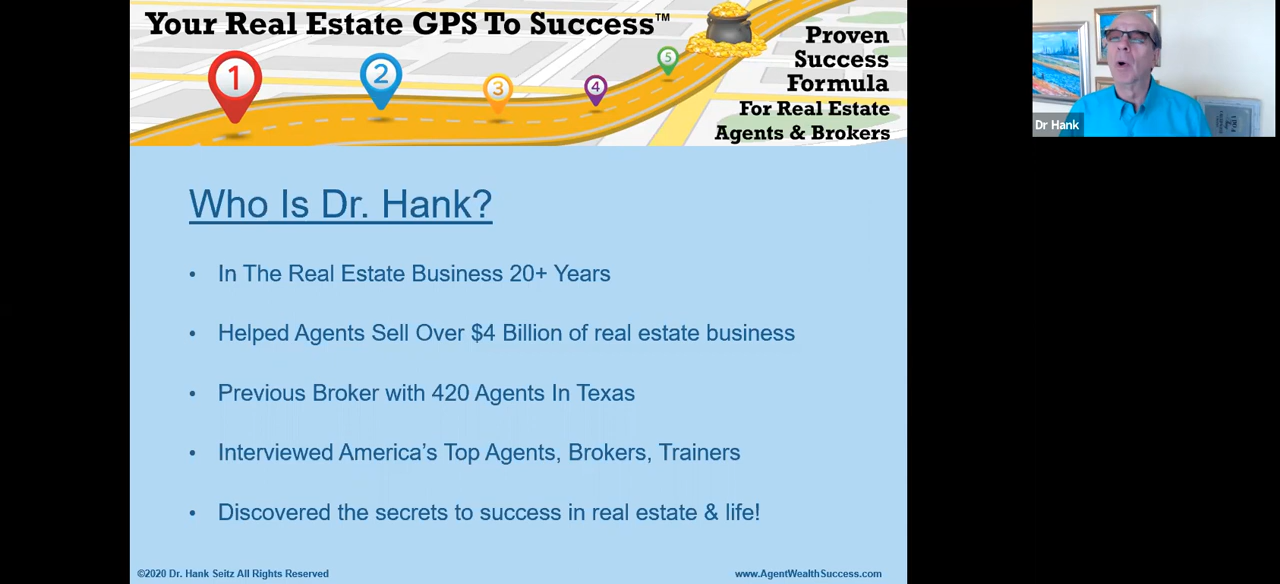 Your Real Estate GPS To Success™
Proven
Success
Formula
For Real Estate
Agents & Brokers
1
2
3
4
5
Dr Hank
Who Is Dr. Hank?
• In The Real Estate Business 20+ Years
• Helped Agents Sell Over $4 Billion of real estate business
• Previous Broker with 420 Agents In Texas
• Interviewed America's Top Agents, Brokers, Trainers
• Discovered the secrets to success in real estate & life!
©2020 Dr. Hank Seitz All Rights Reserved
www.AgentWealthSuccess.com